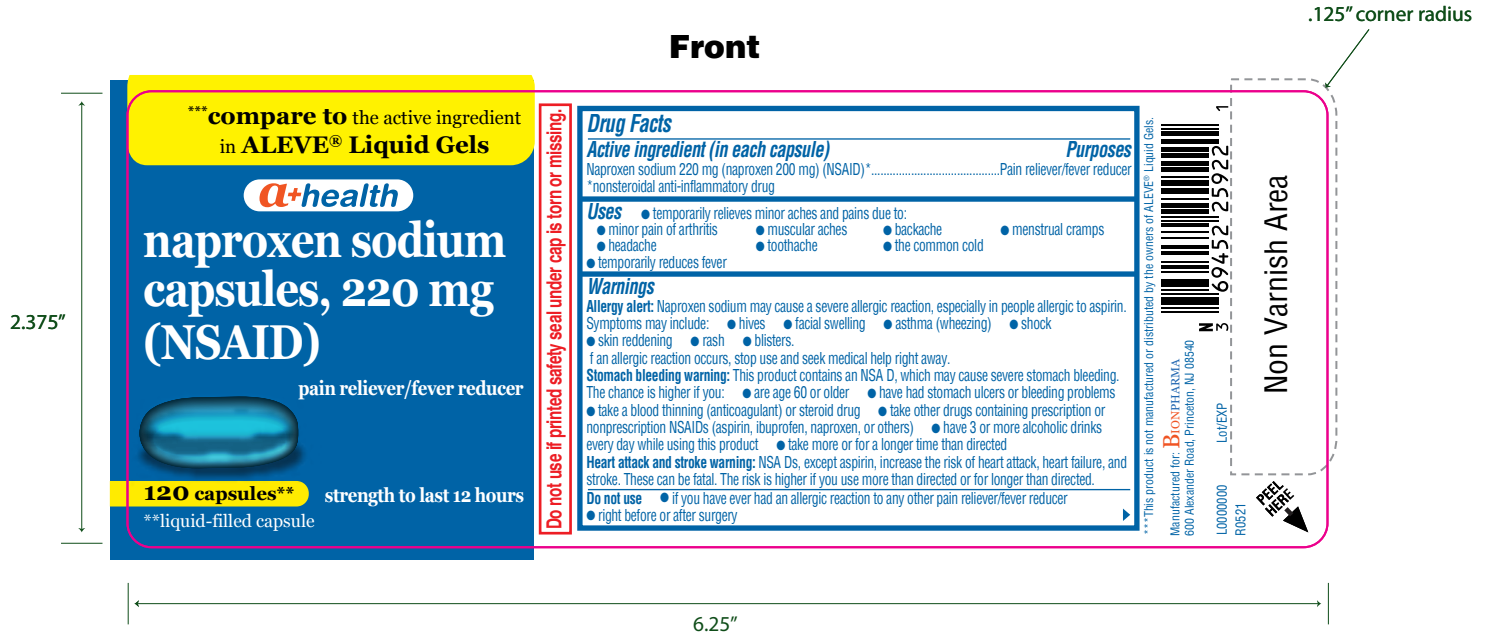 .125” corner radius
Front
***compare to the active ingredient
in ALEVE® Liquid Gels
a+health
naproxen sodium
capsules, 220 mg
(NSAID)
pain reliever/fever reducer
120 capsules**
strength to last 12 hours
**liquid-filled capsule
2.375”
6.25”
Do not use if printed safety seal under cap is torn or missing.
Drug Facts
Active ingredient (in each capsule) Purposes
Naproxen sodium 220 mg (naproxen 200 mg) (NSAID)*..........................................Pain reliever/fever reducer
*nonsteroidal anti-inflammatory drug
Uses ● temporarily relieves minor aches and pains due to:
● minor pain of arthritis ● muscular aches ● backache ● menstrual cramps
● headache ● toothache ● the common cold
● temporarily reduces fever
Warnings
Allergy alert: Naproxen sodium may cause a severe allergic reaction, especially in people allergic to aspirin.
Symptoms may include: ● hives ● facial swelling ● asthma (wheezing) ● shock
● skin reddening ● rash ● blisters.
f an allergic reaction occurs, stop use and seek medical help right away.
Stomach bleeding warning: This product contains an NSA D, which may cause severe stomach bleeding.
The chance is higher if you: ● are age 60 or older ● have had stomach ulcers or bleeding problems
● take a blood thinning (anticoagulant) or steroid drug ● take other drugs containing prescription or
nonprescription NSAIDs (aspirin, ibuprofen, naproxen, or others) ● have 3 or more alcoholic drinks
every day while using this product ● take more or for a longer time than directed
Heart attack and stroke warning: NSA Ds, except aspirin, increase the risk of heart attack, heart failure, and
stroke. These can be fatal. The risk is higher if you use more than directed or for longer than directed.
Do not use ● if you have ever had an allergic reaction to any other pain reliever/fever reducer
● right before or after surgery
***This product is not manufactured or distributed by the owners of ALEVE® Liquid Gels.
Manufactured for: BIONPHARMA
600 Alexander Road, Princeton, NJ 08540
N
3 69452 25922 1
L0000000 Lot/EXP
R0521
Non Varnish Area
PEEL
HERE